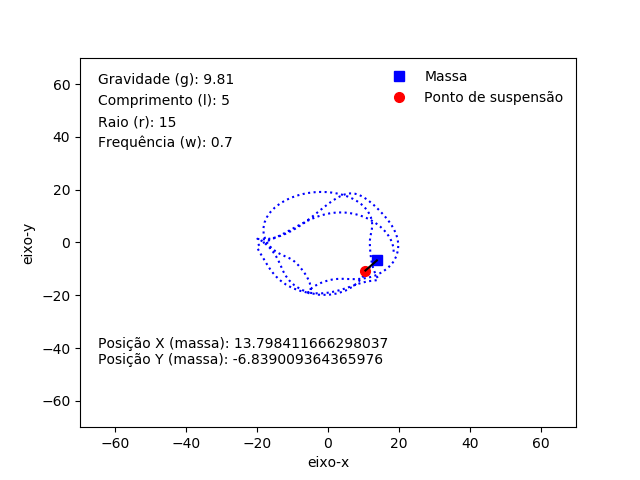 Gravidade (g): 9.81
Comprimento (l): 5
Raio (r): 15
Frequência (w): 0.7
Massa
Ponto de suspensão
60
40
20
0
−20
−40
−60
eixo-y
Posição X (massa): 13.798411666298037
Posição Y (massa): -6.839009364365976
−60 −40 −20 0 20 40 60
eixo-x